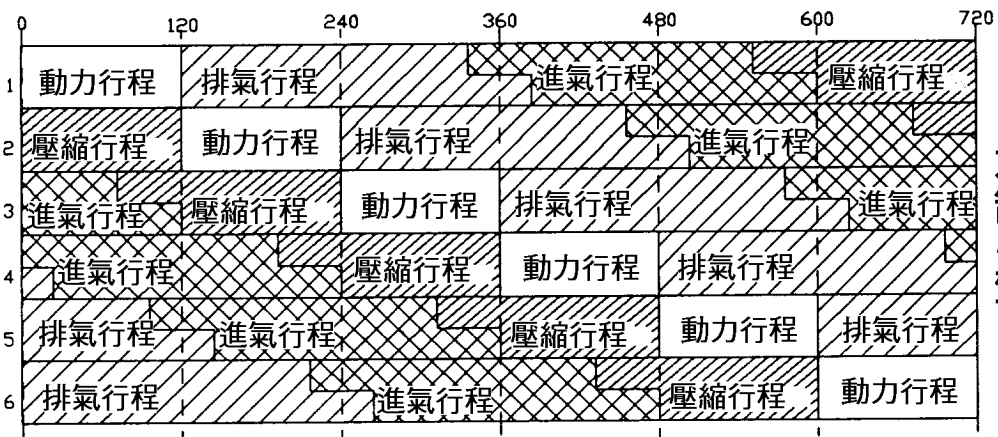 0 120 240 360 480 600 720
1 動力行程 排氣行程 進氣行程 壓縮行程
2 壓縮行程 動力行程 排氣行程 進氣行程
3 進氣行程 壓縮行程 動力行程 排氣行程 進氣行程
4 進氣行程 壓縮行程 動力行程 排氣行程
5 排氣行程 進氣行程 壓縮行程 動力行程 排氣行程
6 排氣行程 進氣行程 壓縮行程 動力行程